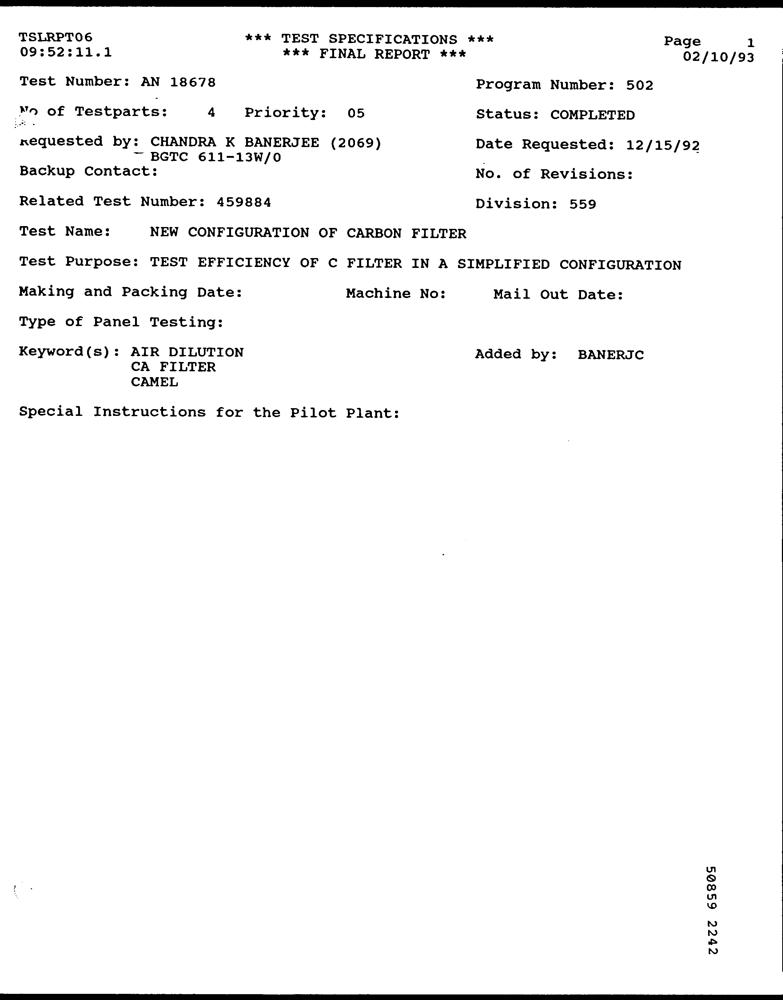 TSLRPT06 *** TEST SPECIFICATIONS *** Page 1
09:52:11.1 *** FINAL REPORT *** 02/10/93
Test Number: AN 18678 Program Number: 502
No of Testparts: 4 Priority: 05 Status: COMPLETED
Requested by: CHANDRA K BANERJEE (2069) Date Requested: 12/15/92
BGTC 611-13W/0
Backup Contact: No. of Revisions:
Related Test Number: 459884 Division: 559
Test Name: NEW CONFIGURATION OF CARBON FILTER
Test Purpose: TEST EFFICIENCY OF C FILTER IN A SIMPLIFIED CONFIGURATION
Making and Packing Date: Machine No: Mail Out Date:
Type of Panel Testing:
Keyword(s): AIR DILUTION Added by: BANERJC
CA FILTER
CAMEL
Special Instructions for the Pilot Plant:
50859 2242